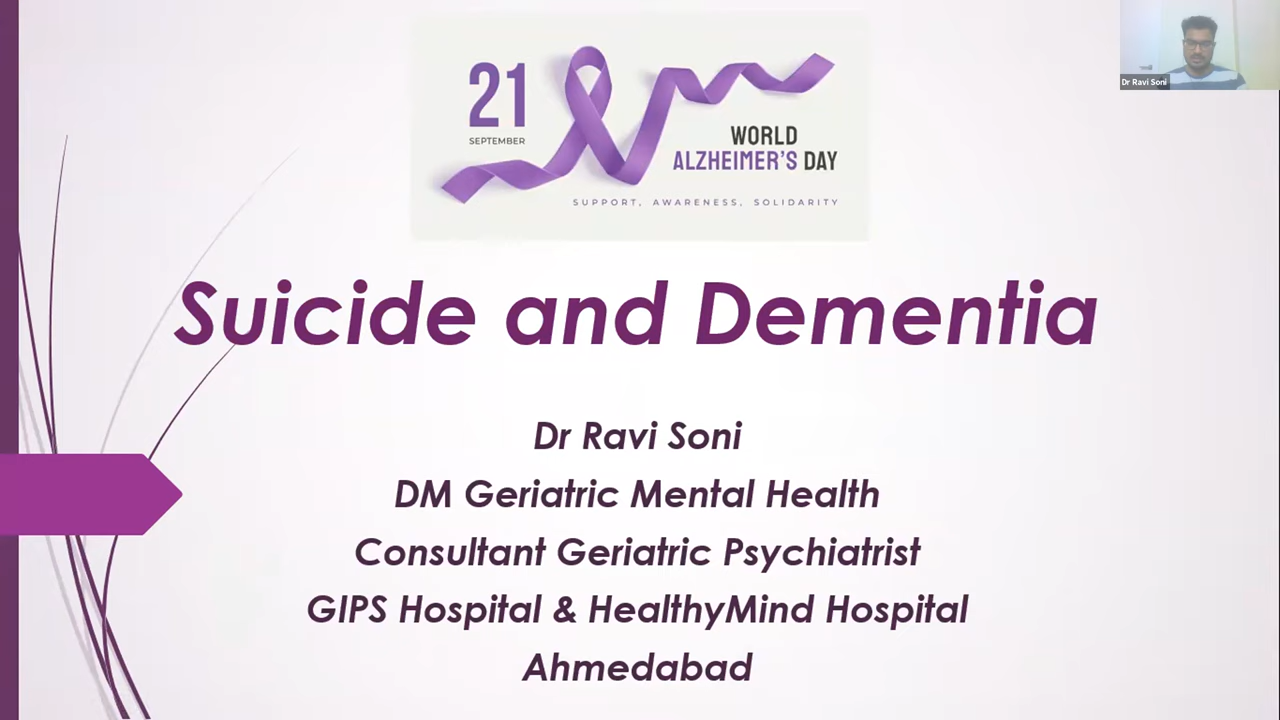 21
SEPTEMBER
WORLD
ALZHEIMER'S DAY
SUPPORT, AWARENESS, SOLIDARITY
Dr Ravi Soni
Suicide and Dementia
Dr Ravi Soni
DM Geriatric Mental Health
Consultant Geriatric Psychiatrist
GIPS Hospital & HealthyMind Hospital
Ahmedabad